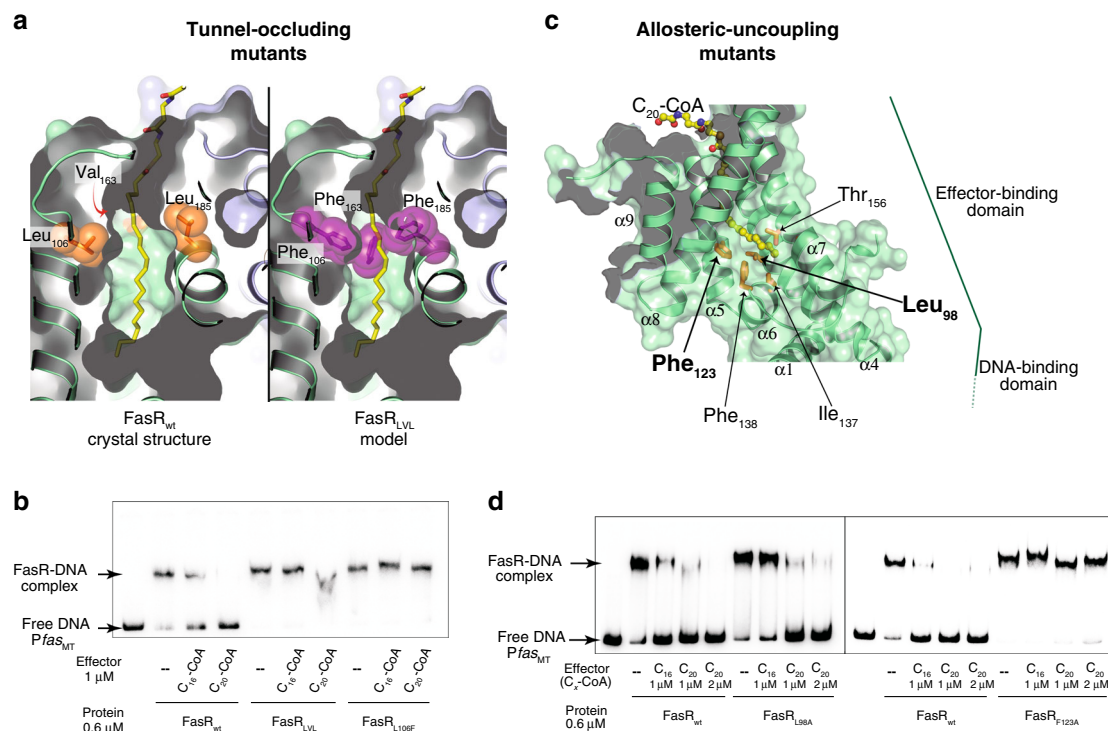 a
Tunnel-occluding
mutants
Val163
Leu106
Leu185
Phe163
Phe185
Phe106
FasRwt
crystal structure
FasRLVL
model
c
Allosteric-uncoupling
mutants
C20-CoA
α9
Thr156
α7
Leu98
α8
α5
α6
α1
α4
Phe123
Phe138
Ile137
Effector-binding
domain
DNA-binding
domain
b
FasR-DNA
complex
Free DNA
PfasMT
Effector
1 µM
-- C16-CoA C20-CoA -- C16-CoA C20-CoA -- C16-CoA C20-CoA
Protein
0.6 µM
FasRwt FasRLVL FasRL106F
d
FasR-DNA
complex
Free DNA
PfasMT
Effector
(Cx-CoA)
-- C16 C20 C20 -- C16 C20 C20 -- C16 C20 C20 -- C16 C20 C20
1 µM 1 µM 2 µM 1 µM 1 µM 2 µM 1 µM 1 µM 2 µM 1 µM 1 µM 2 µM
Protein
0.6 µM
FasRwt FasRL98A FasRwt FasRF123A